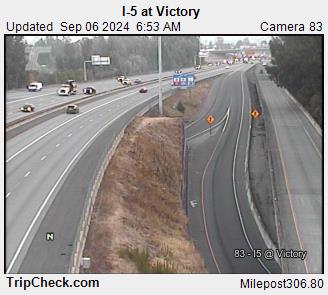 I-5 at Victory
Updated Sep 06 2024 6:53 AM
Camera 83
N
83 - I5 @ Victory
TripCheck.com
Milepost306.80